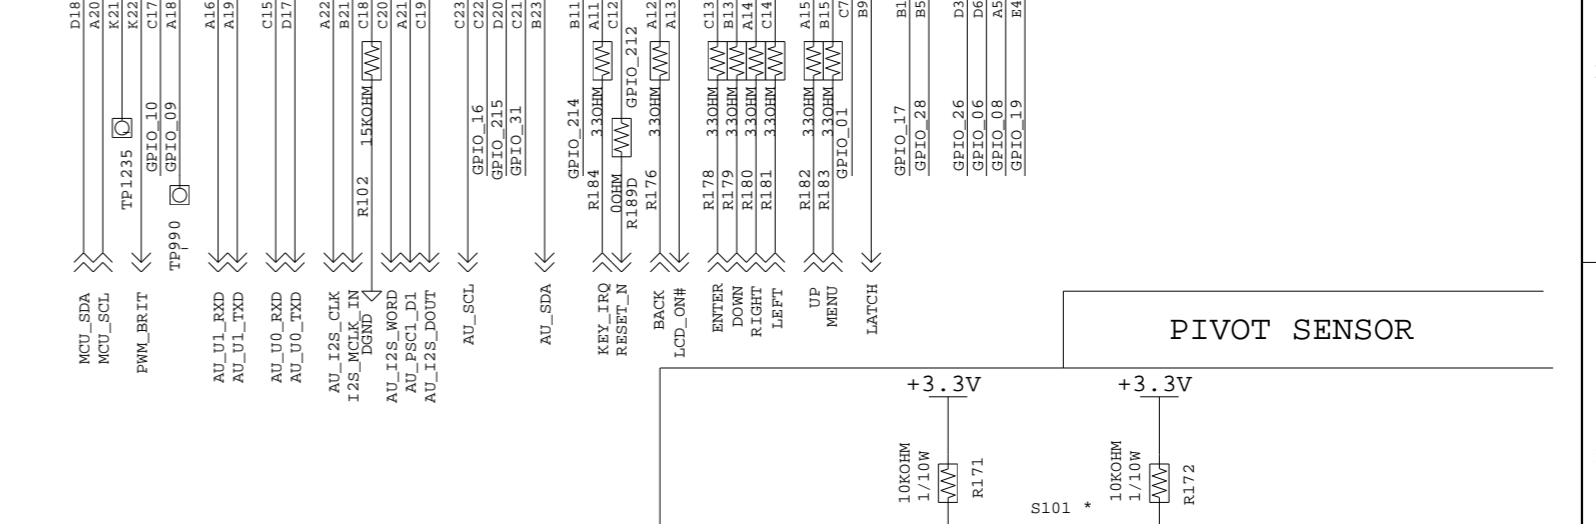 D18
A20
K21
K22
C17
A18
A16
A19
C15
D17
A22
B21
C18
C20
A21
C19
C23
C22
D20
C21
B23
B11
A11
C12
A12
A13
C13
B13
A14
C14
A15
B15
C7
B9
B1
B5
D3
D6
A5
E4
TP1235
GPIO_10
GPIO_09
TP990
15KOHM
R102
GPIO_16
GPIO_215
GPIO_31
GPIO_214
33OHM
R184
GPIO_212
0OHM
R189D
33OHM
R176
33OHM
R178
33OHM
R179
33OHM
R180
33OHM
R181
33OHM
R182
33OHM
R183
GPIO_01
GPIO_17
GPIO_28
GPIO_26
GPIO_06
GPIO_08
GPIO_19
MCU_SDA
MCU_SCL
PWM_BRIT
AU_U1_RXD
AU_U1_TXD
AU_U0_RXD
AU_U0_TXD
AU_I2S_CLK
I2S_MCLK_IN
DGND
AU_I2S_WORD
AU_PSC1_D1
AU_I2S_DOUT
AU_SCL
AU_SDA
KEY_IRQ
RESET_N
BACK
LCD_ON#
ENTER
DOWN
RIGHT
LEFT
UP
MENU
LATCH
PIVOT SENSOR
+3.3V
+3.3V
10KOHM
1/10W
R171
S101 *
10KOHM
1/10W
R172